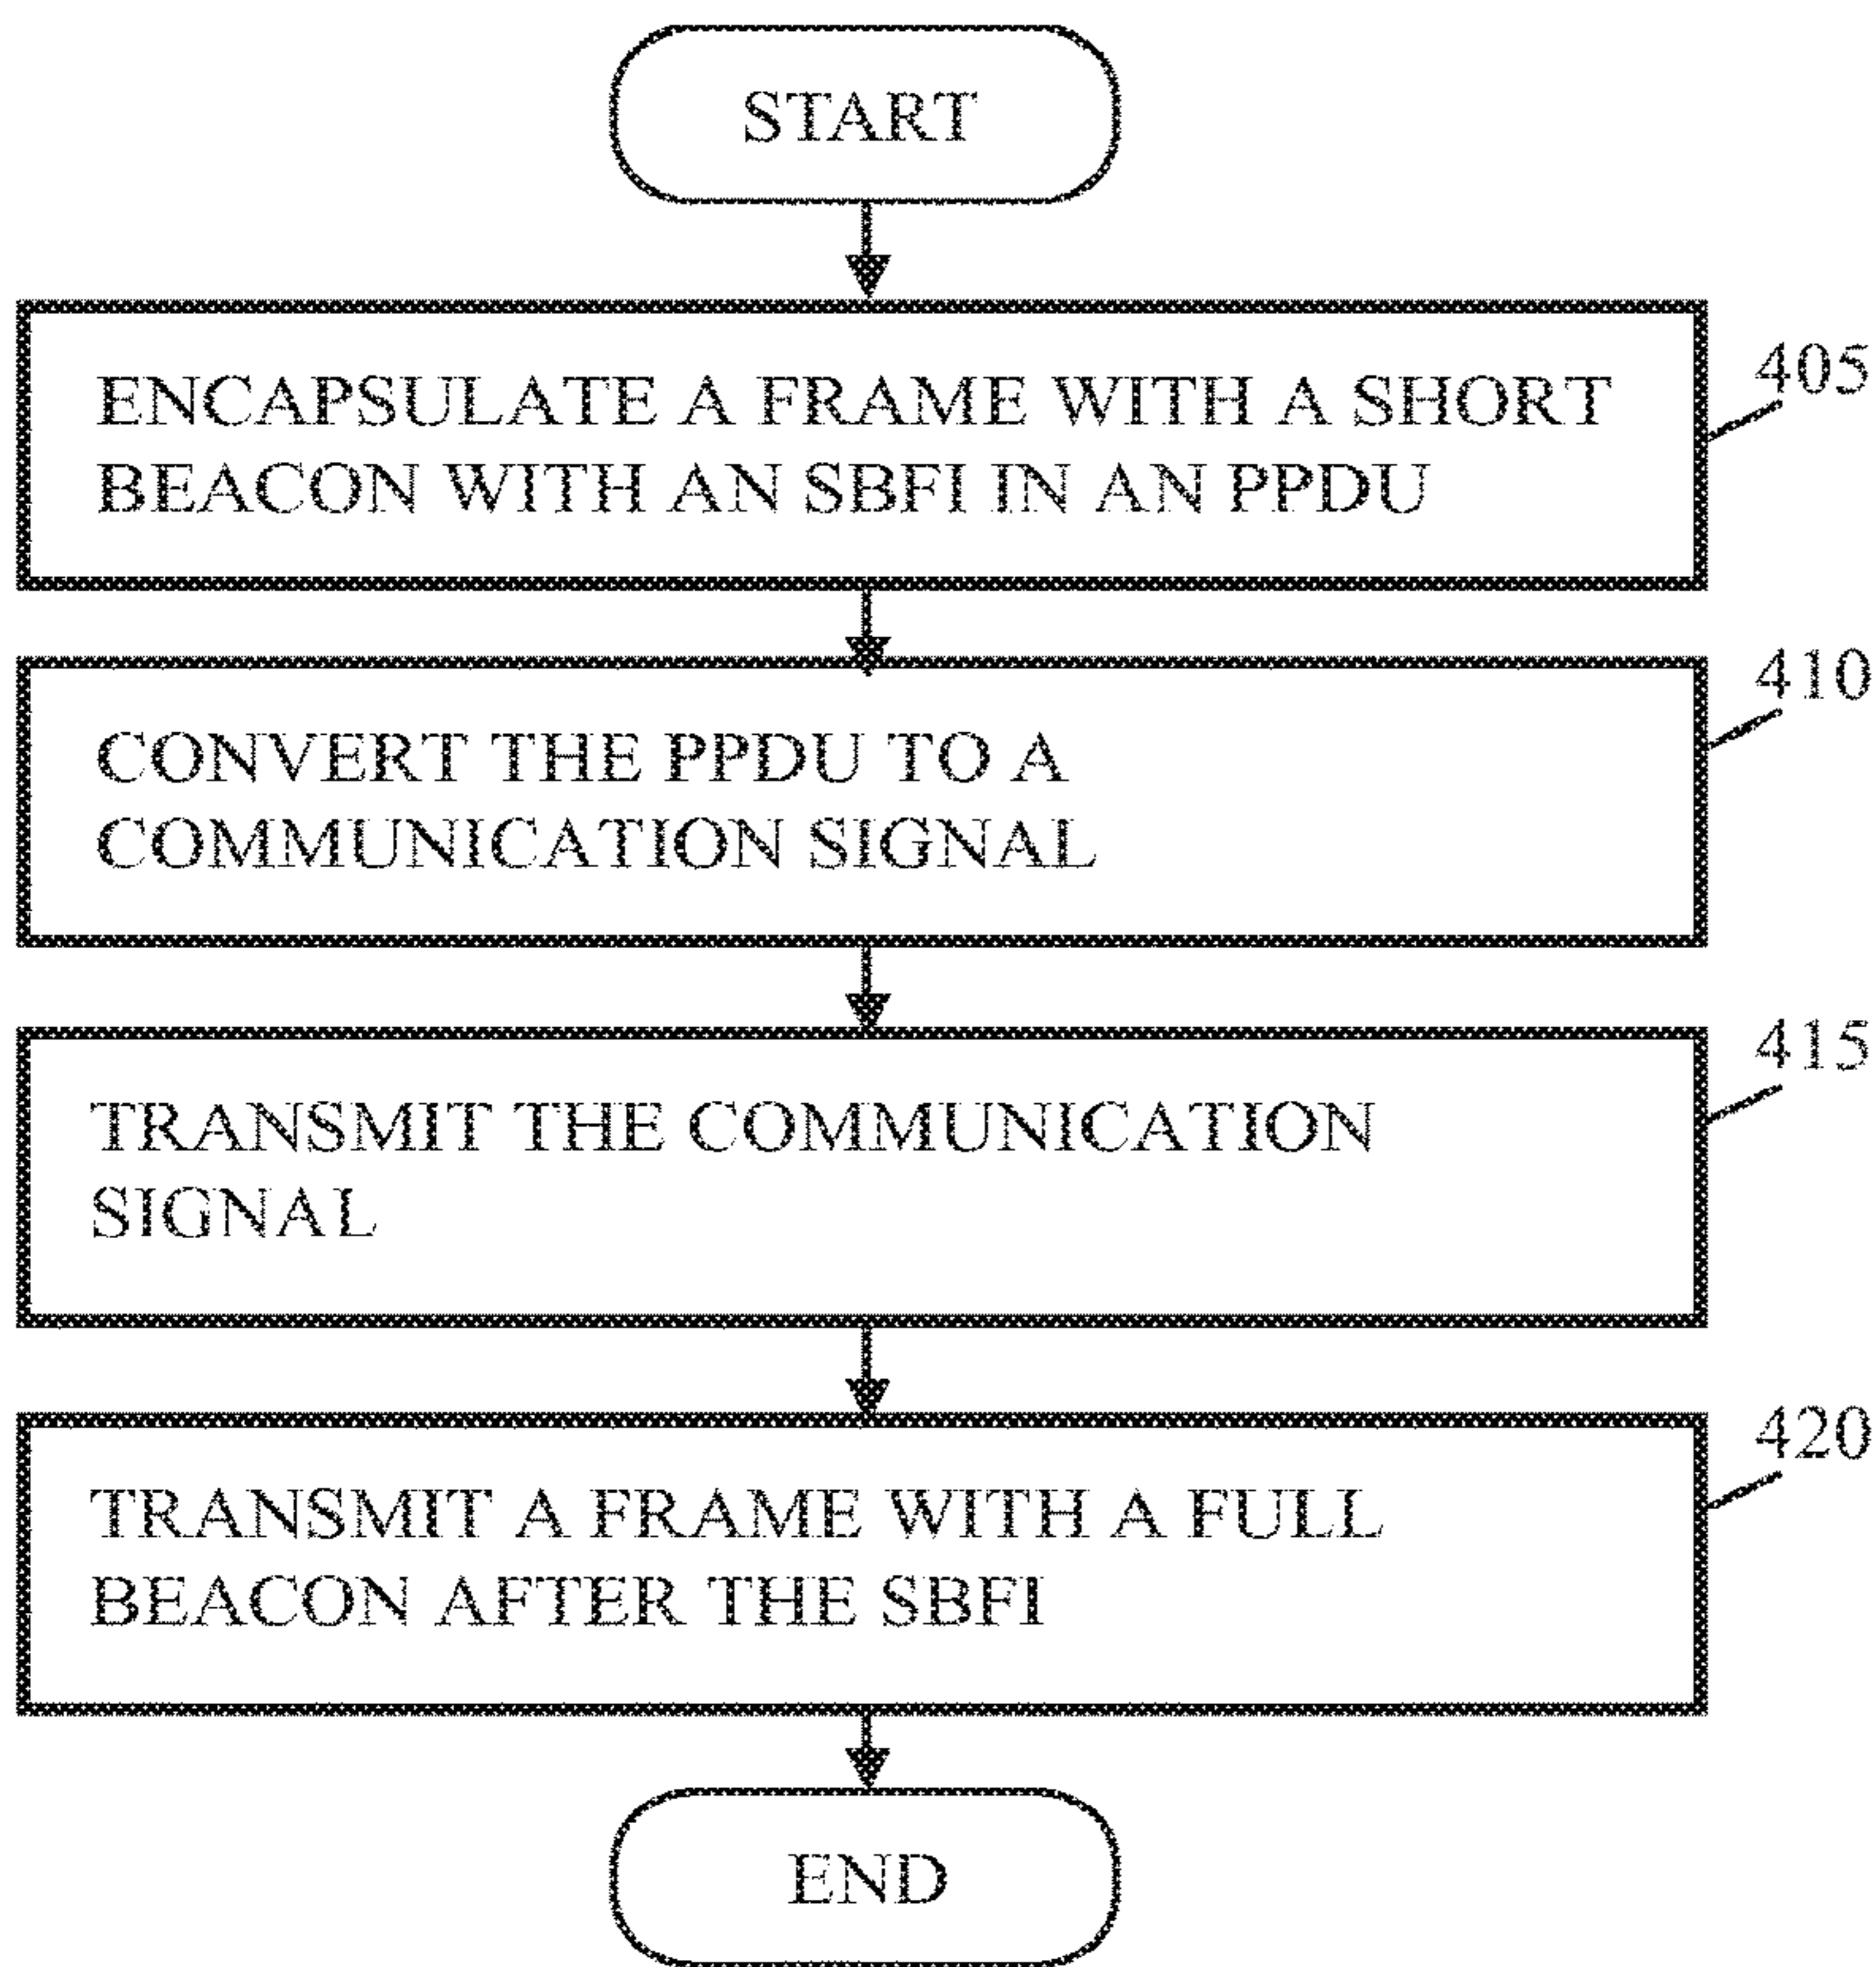 START
ENCAPSULATE A FRAME WITH A SHORT
BEACON WITH AN SBFI IN AN PPDU
405
CONVERT THE PPDU TO A
COMMUNICATION SIGNAL
410
TRANSMIT THE COMMUNICATION
SIGNAL
415
TRANSMIT A FRAME WITH A FULL
BEACON AFTER THE SBFI
420
END